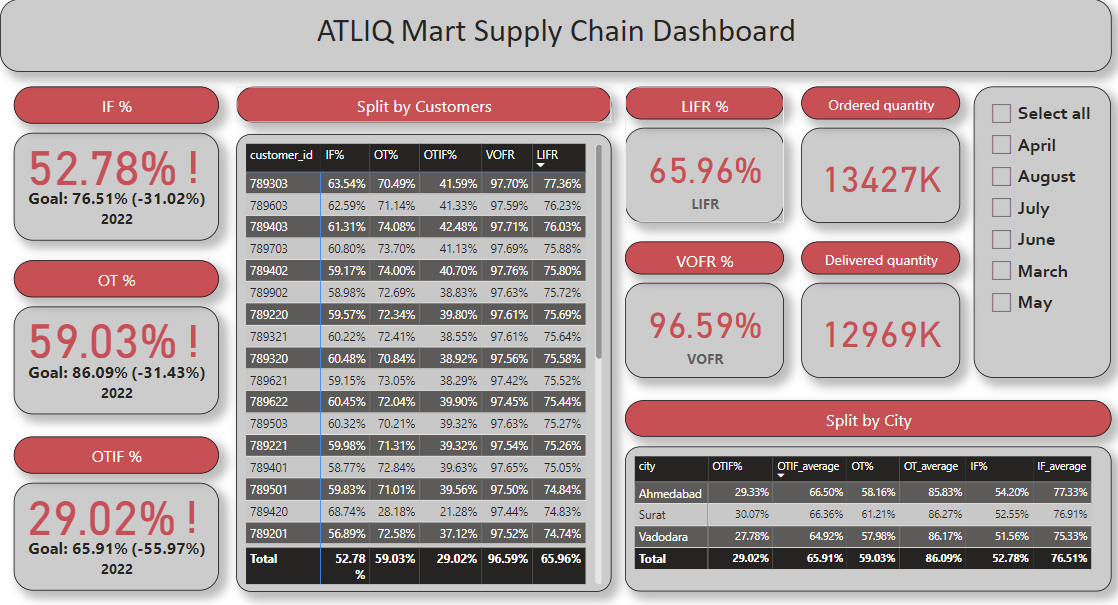 ATLIQ Mart Supply Chain Dashboard
IF %
52.78% !
Goal: 76.51% (-31.02%)
2022
OT %
59.03% !
Goal: 86.09% (-31.43%)
2022
OTIF %
29.02% !
Goal: 65.91% (-55.97%)
2022
Split by Customers
customer_id IF% OT% OTIF% VOFR LIFR
789303 63.54% 70.49% 41.59% 97.70% 77.36%
789603 62.59% 71.14% 41.33% 97.59% 76.23%
789403 61.31% 74.08% 42.48% 97.71% 76.03%
789703 60.80% 73.70% 41.13% 97.69% 75.88%
789402 59.17% 74.00% 40.70% 97.76% 75.80%
789902 58.98% 72.69% 38.83% 97.63% 75.72%
789220 59.57% 72.34% 39.80% 97.61% 75.69%
789321 60.22% 72.41% 38.55% 97.61% 75.64%
789320 60.48% 70.84% 38.92% 97.56% 75.58%
789621 59.15% 73.05% 38.29% 97.42% 75.52%
789622 60.45% 72.04% 39.90% 97.45% 75.44%
789503 60.32% 70.21% 39.32% 97.63% 75.27%
789221 59.98% 71.31% 39.32% 97.54% 75.26%
789401 58.77% 72.84% 39.63% 97.65% 75.05%
789501 59.83% 71.01% 39.56% 97.50% 74.84%
789420 68.74% 28.18% 21.28% 97.44% 74.83%
789201 56.89% 72.58% 37.12% 97.52% 74.74%
Total 52.78 59.03% 29.02% 96.59% 65.96%
%
LIFR %
65.96%
LIFR
Ordered quantity
13427K
VOFR %
96.59%
VOFR
Delivered quantity
12969K
Select all
April
August
July
June
March
May
Split by City
city OTIF% OTIF_average OT% OT_average IF% IF_average
Ahmedabad 29.33% 66.50% 58.16% 85.83% 54.20% 77.33%
Surat 30.07% 66.36% 61.21% 86.27% 52.55% 76.91%
Vadodara 27.78% 64.92% 57.98% 86.17% 51.56% 75.33%
Total 29.02% 65.91% 59.03% 86.09% 52.78% 76.51%